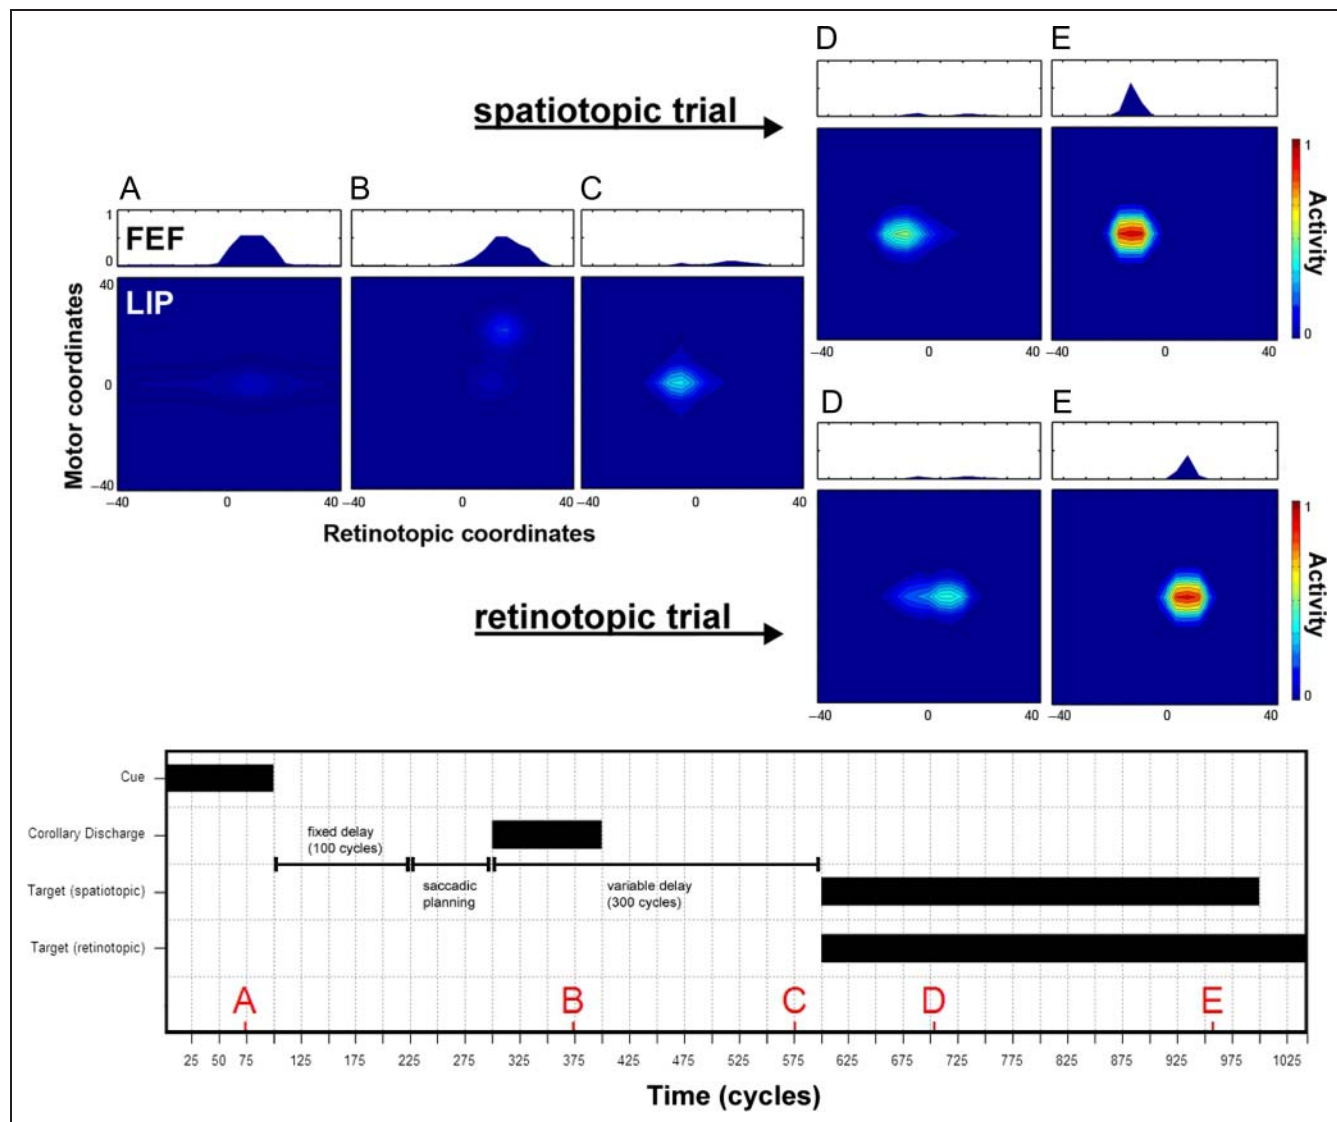 D E
spatiotopic trial
A B C
1
FEF
0
40
LIP
0
−40
Motor coordinates
−40 0 40 −40 0 40 −40 0 40
Retinotopic coordinates
−40 0 40 −40 0 40
1
Activity
0
D E
retinotopic trial
−40 0 40 −40 0 40
1
Activity
0
Cue
Corollary Discharge
fixed delay
(100 cycles)
saccadic
planning
variable delay
(300 cycles)
Target (spatiotopic)
Target (retinotopic)
A B C D E
25 50 75 125 175 225 275 325 375 425 475 525 575 625 675 725 775 825 875 925 975 1025
Time (cycles)